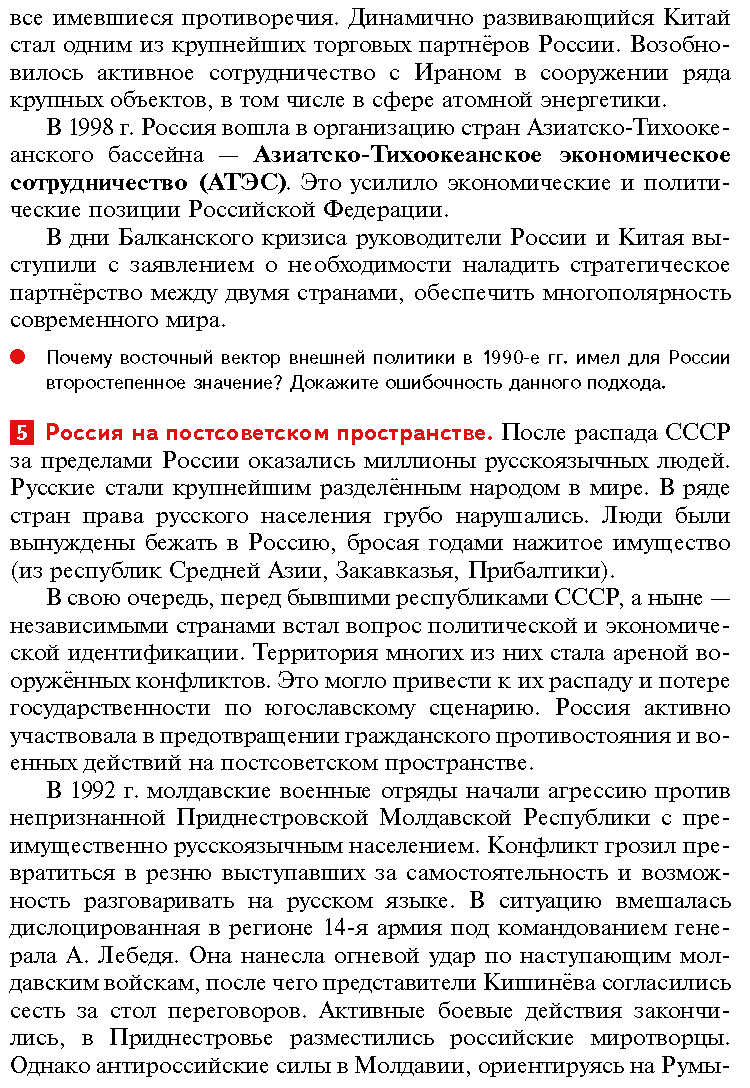 все имевшиеся противоречия. Динамично развивающийся Китай
стал одним из крупнейших торговых партнёров России. Возобно-
вилось активное сотрудничество с Ираном в сооружении ряда
крупных объектов, в том числе в сфере атомной энергетики.
В 1998 г. Россия вошла в организацию стран Азиатско-Тихооке-
анского бассейна — Азиатско-Тихоокеанское экономическое
сотрудничество (АТЭС). Это усилило экономические и полити-
ческие позиции Российской Федерации.
В дни Балканского кризиса руководители России и Китая вы-
ступили с заявлением о необходимости наладить стратегическое
партнёрство между двумя странами, обеспечить многополярность
современного мира.
Почему восточный вектор внешней политики в 1990-е гг. имел для России
второстепенное значение? Докажите ошибочность данного подхода.
5 Россия на постсоветском пространстве. После распада СССР
за пределами России оказались миллионы русскоязычных людей.
Русские стали крупнейшим разделённым народом в мире. В ряде
стран права русского населения грубо нарушались. Люди были
вынуждены бежать в Россию, бросая годами нажитое имущество
(из республик Средней Азии, Закавказья, Прибалтики).
В свою очередь, перед бывшими республиками СССР, а ныне —
независимыми странами встал вопрос политической и экономиче-
ской идентификации. Территория многих из них стала ареной во-
оружённых конфликтов. Это могло привести к их распаду и потере
государственности по югославскому сценарию. Россия активно
участвовала в предотвращении гражданского противостояния и во-
енных действий на постсоветском пространстве.
В 1992 г. молдавские военные отряды начали агрессию против
непризнанной Приднестровской Молдавской Республики с пре-
имущественно русскоязычным населением. Конфликт грозил пре-
вратиться в резню выступавших за самостоятельность и возмож-
ность разговаривать на русском языке. В ситуацию вмешалась
дислоцированная в регионе 14-я армия под командованием гене-
рала А. Лебедя. Она нанесла огневой удар по наступающим мол-
давским войскам, после чего представители Кишинёва согласились
сесть за стол переговоров. Активные боевые действия закончи-
лись, в Приднестровье разместились российские миротворцы.
Однако антироссийские силы в Молдавии, ориентируясь на Румы-